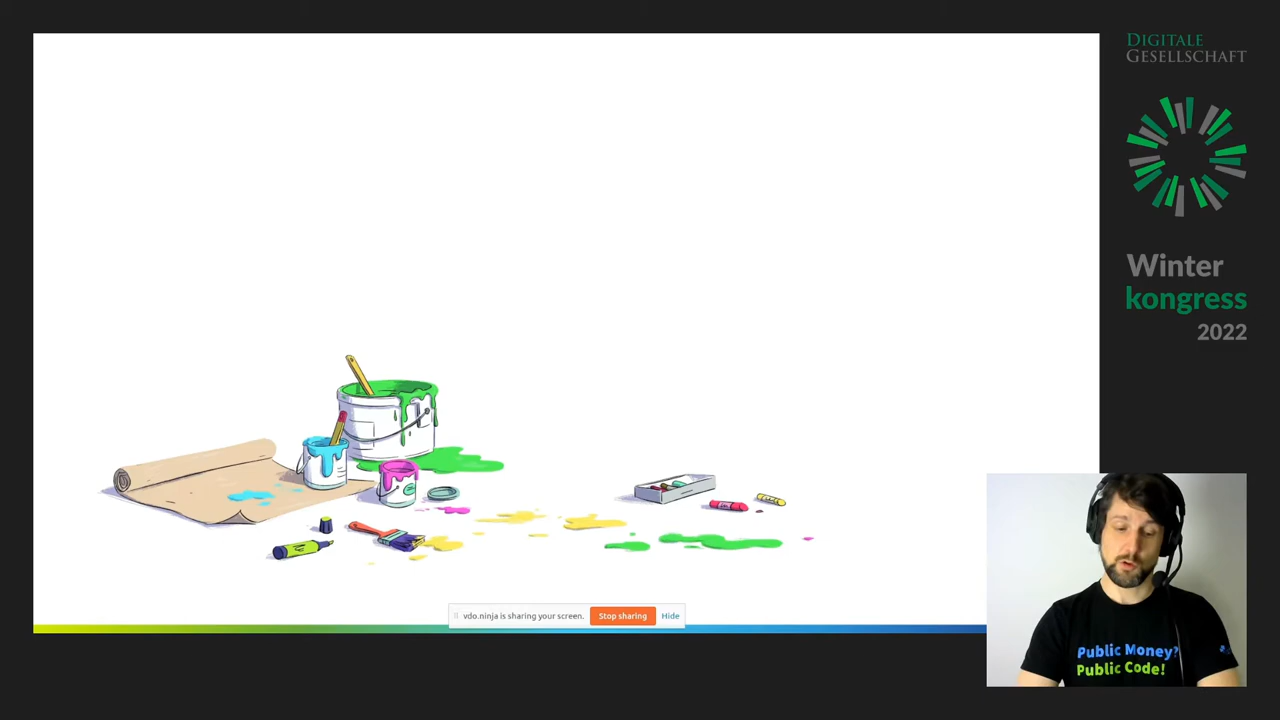 DIGITALE
GESELLSCHAFT
Winter
kongress
2022
vdo.ninja is sharing your screen.
Stop sharing
Hide
Public Money?
Public Code!